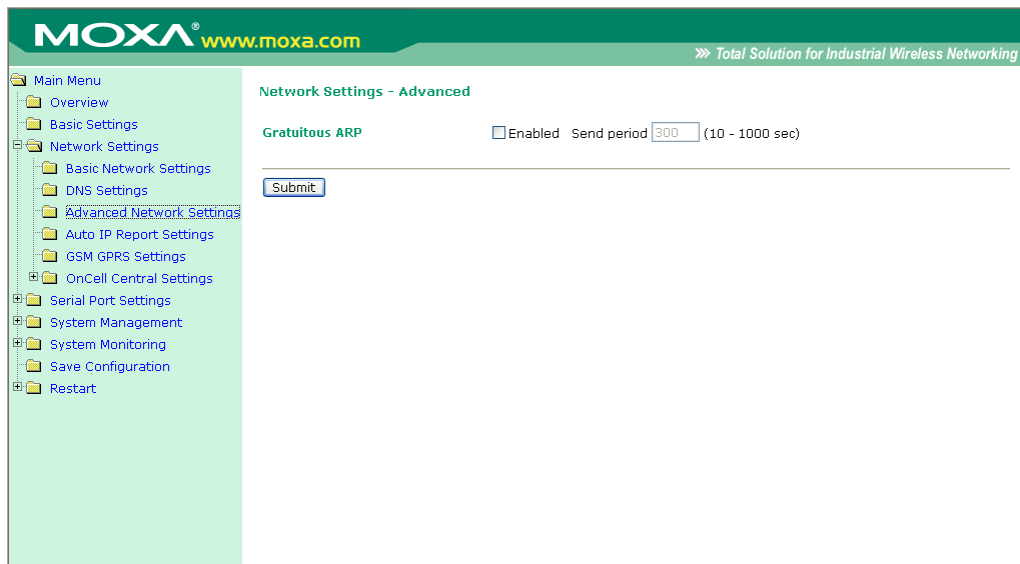 MOXA® www.moxa.com
Total Solution for Industrial Wireless Networking
Main Menu
Overview
Basic Settings
Network Settings
Basic Network Settings
DNS Settings
Advanced Network Settings
Auto IP Report Settings
GSM GPRS Settings
OnCell Central Settings
Serial Port Settings
System Management
System Monitoring
Save Configuration
Restart
Network Settings - Advanced
Gratuitous ARP Enabled Send period 300 (10 - 1000 sec)
Submit